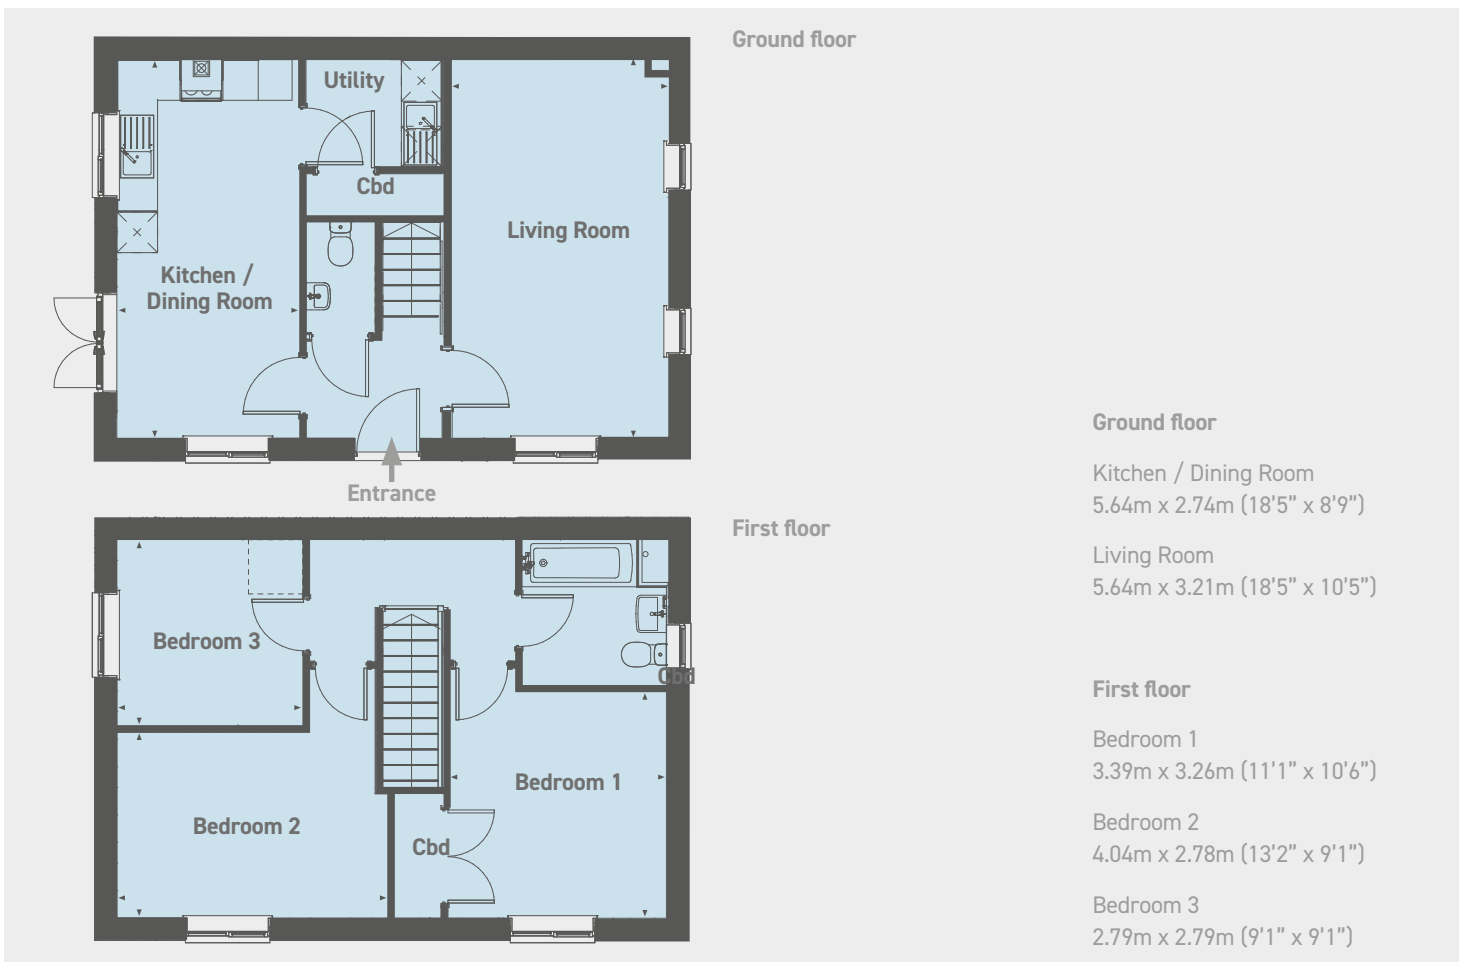 Ground floor
Utility
Cbd
Living Room
Kitchen /
Dining Room
Entrance
First floor
Bedroom 3
Cbd
Bedroom 1
Bedroom 2
Cbd
Ground floor
Kitchen / Dining Room
5.64m x 2.74m (18’5” x 8’9”)
Living Room
5.64m x 3.21m (18’5” x 10’5”)
First floor
Bedroom 1
3.39m x 3.26m (11’1” x 10’6”)
Bedroom 2
4.04m x 2.78m (13’2” x 9’1”)
Bedroom 3
2.79m x 2.79m (9’1” x 9’1”)